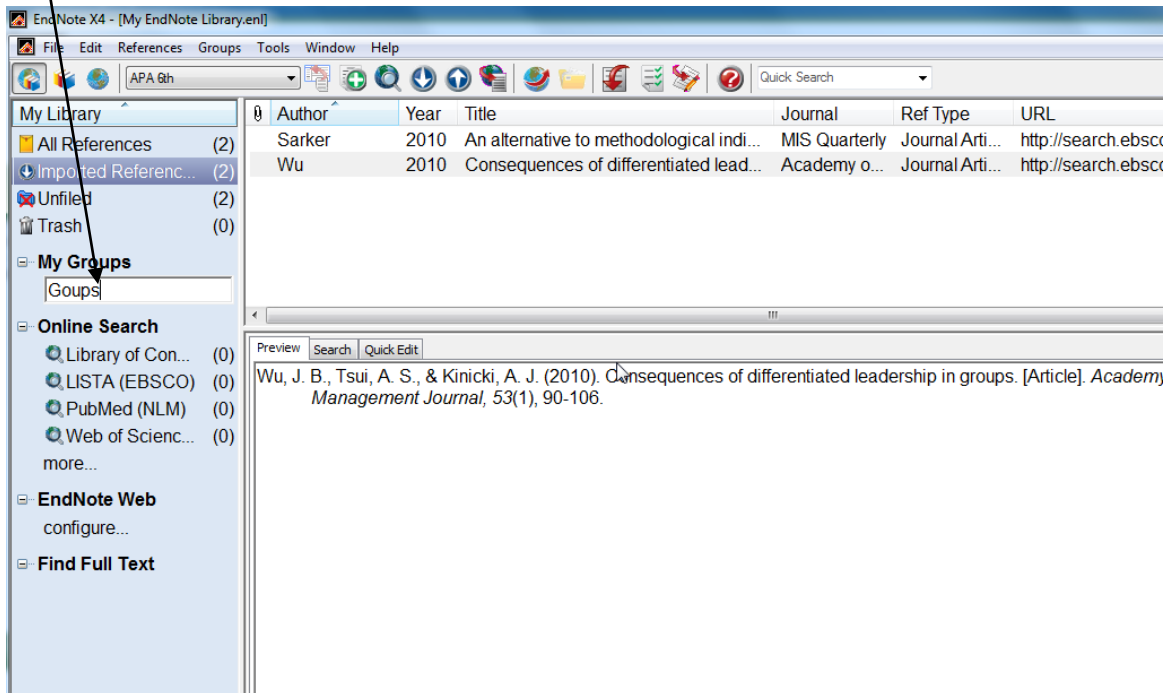 EndNote X4 - [My EndNote Library.enl]
File Edit References Groups Tools Window Help
APA 6th Quick Search
My Library Author Year Title Journal Ref Type URL
All References (2) Sarker 2010 An alternative to methodological indi... MIS Quarterly Journal Arti... http://search.ebsco
Imported Referenc... (2) Wu 2010 Consequences of differentiated lead... Academy o... Journal Arti... http://search.ebsco
Unfiled (2)
Trash (0)
My Groups
Goups
Online Search
Library of Con... (0)
LISTA (EBSCO) (0)
PubMed (NLM) (0)
Web of Scienc... (0)
more...
EndNote Web
configure...
Find Full Text
Preview Search Quick Edit
Wu, J. B., Tsui, A. S., & Kinicki, A. J. (2010). Consequences of differentiated leadership in groups. [Article]. Academy
Management Journal, 53(1), 90-106.